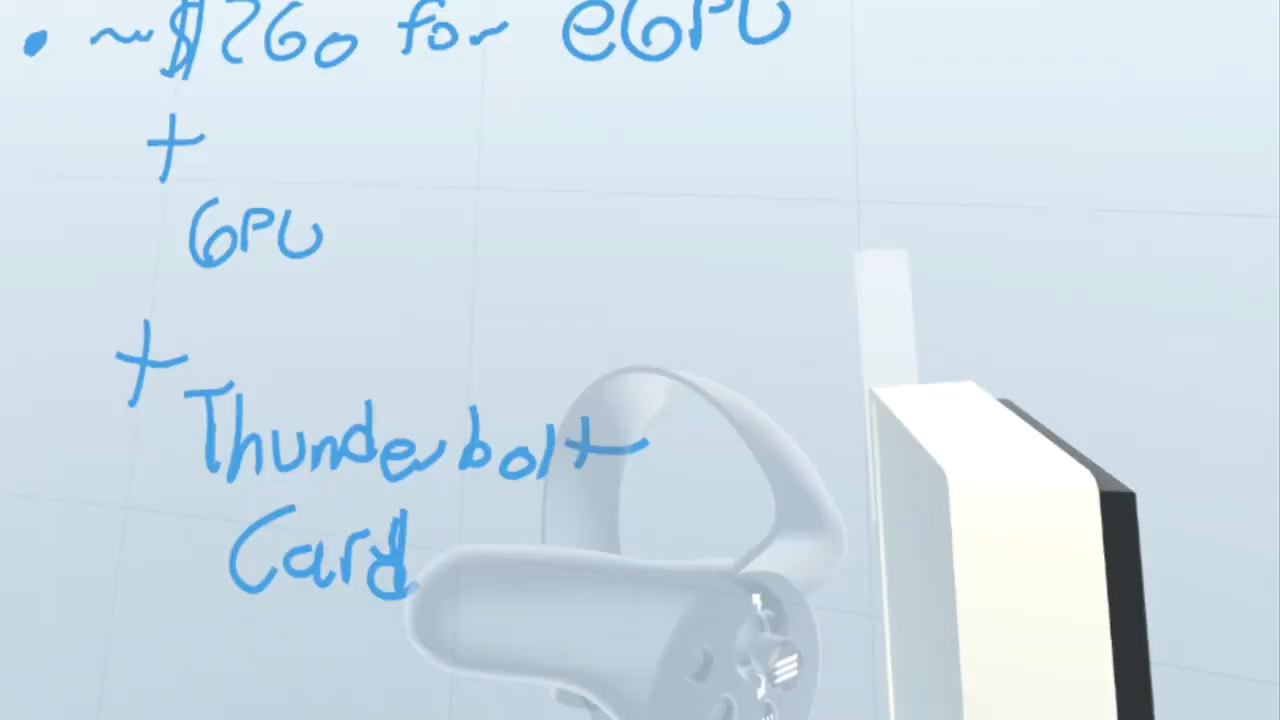 • ~$260 for eGPU
+
GPU
+
Thunderbolt
Card